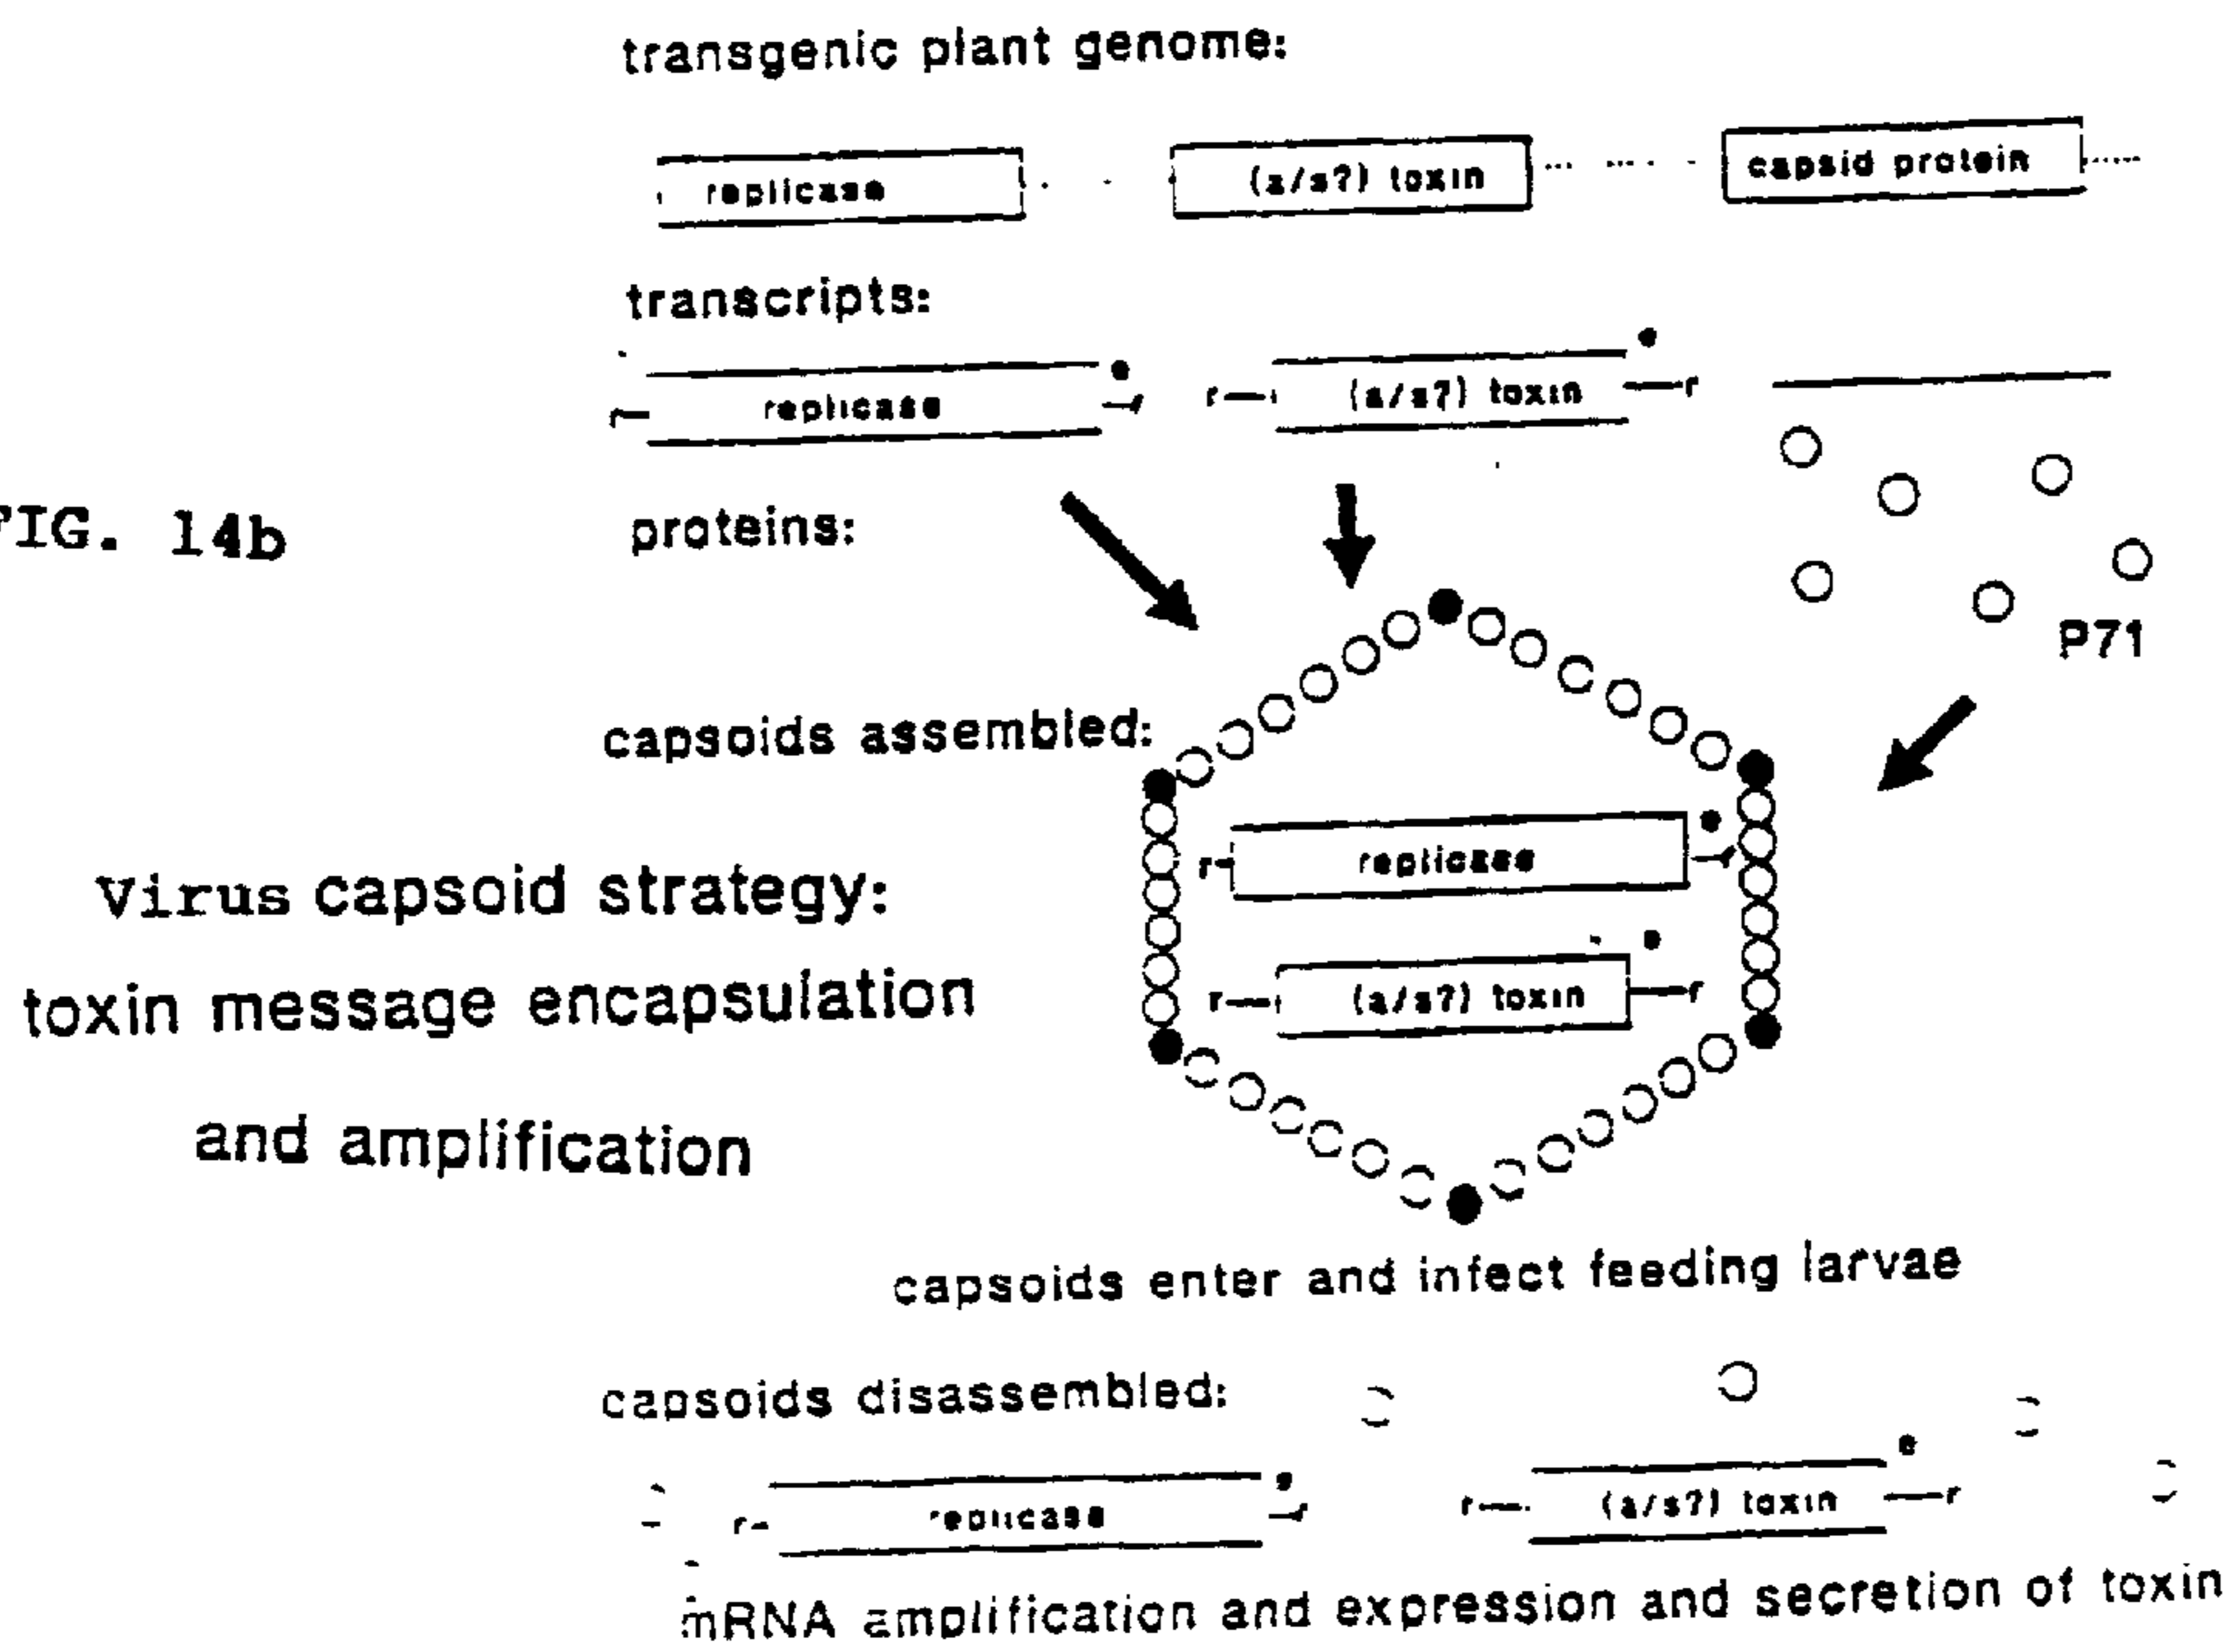 transgenic plant genome:
replicase (a/s?) toxin capsid protein
transcripts:
r replicase r r (a/s?) toxin r
FIG. 14b
proteins:
P71
capsoids assembled:
r replicase
r (a/s?) toxin r
Virus capsoid strategy:
toxin message encapsulation
and amplification
capsoids enter and infect feeding larvae
capsoids disassembled:
r replicase r r (a/s?) toxin r
mRNA amplification and expression and secretion of toxin